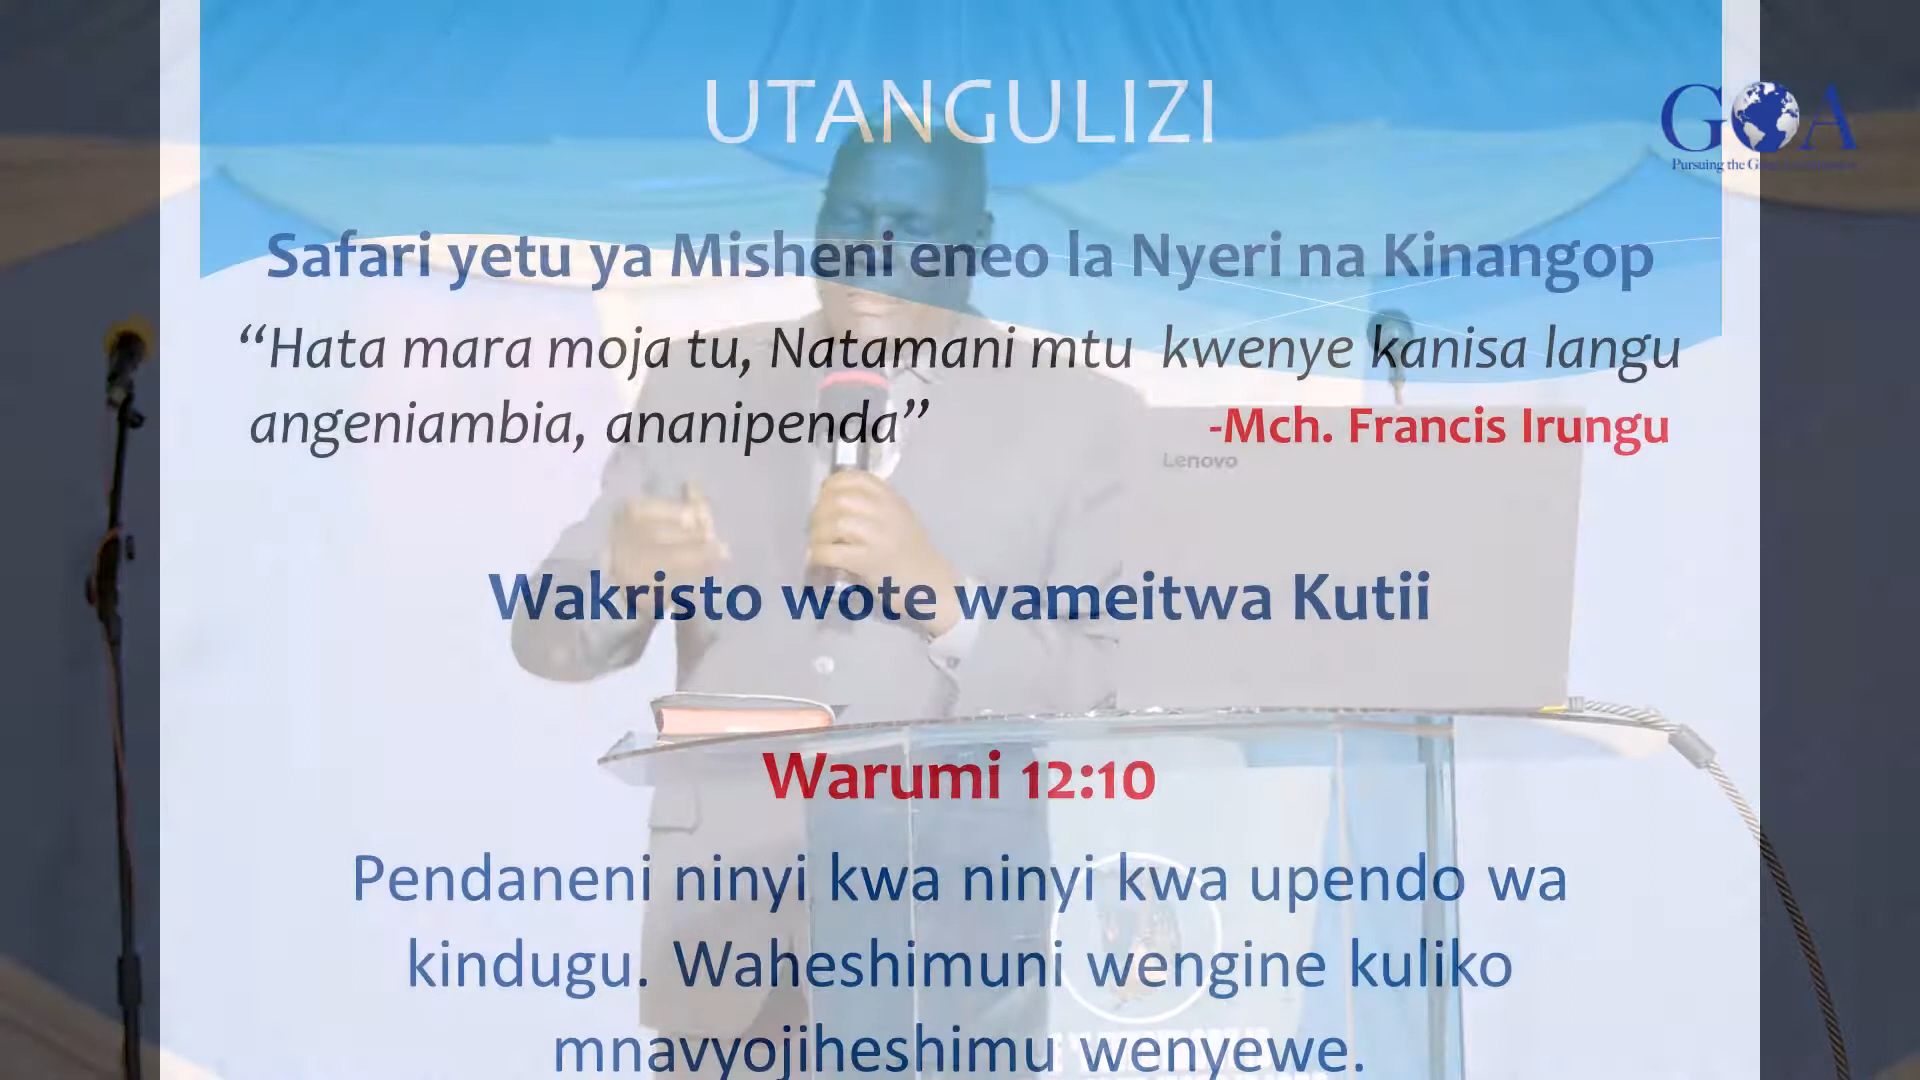 UTANGULIZI
GOA
Pursuing the
Safari yetu ya Misheni eneo la Nyeri na Kinangop
“Hata mara moja tu, Natamani mtu kwenye kanisa langu
angeniambia, ananipenda”
-Mch. Francis Irungu
Lenovo
Wakristo wote wameitwa Kutii
Warumi 12:10
Pendaneni ninyi kwa ninyi kwa upendo wa
kindugu. Waheshimuni wengine kuliko
mnavyojiheshimu wenyewe.